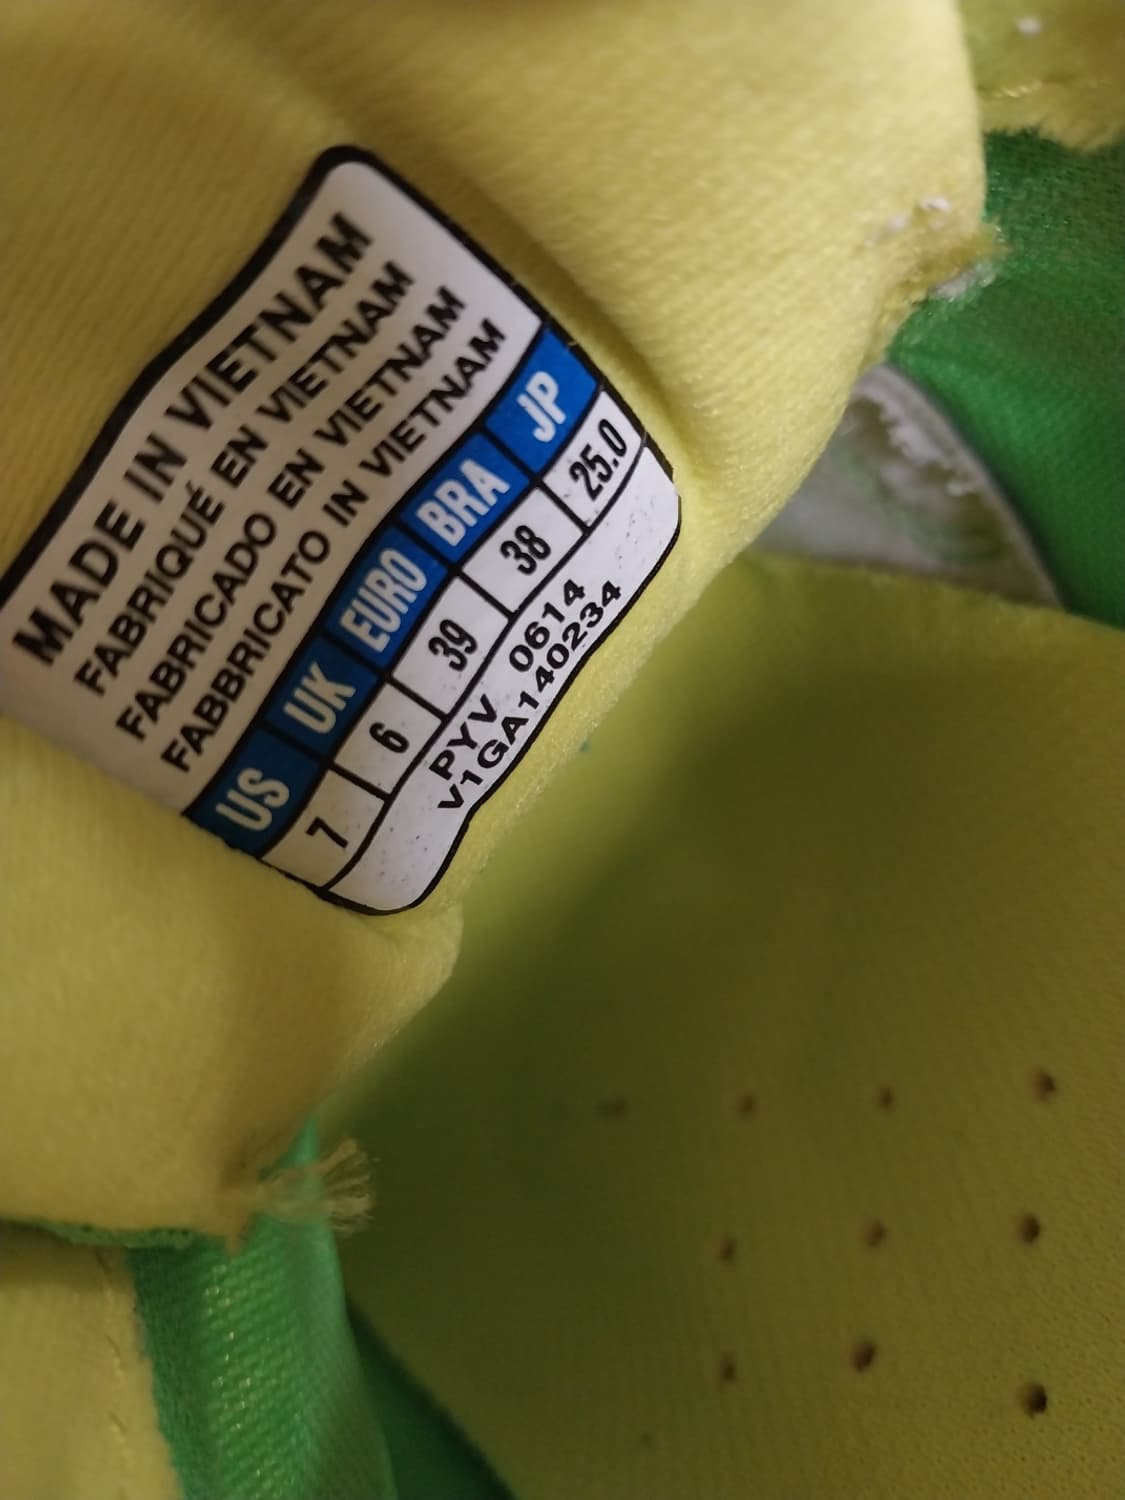 MADE IN VIETNAM
FABRIQUÉ EN VIETNAM
FABRICADO EN VIETNAM
FABBRICATO IN VIETNAM
US UK EURO BRA JP
7 6 39 38 25.0
PYV 0614
V1GA140234